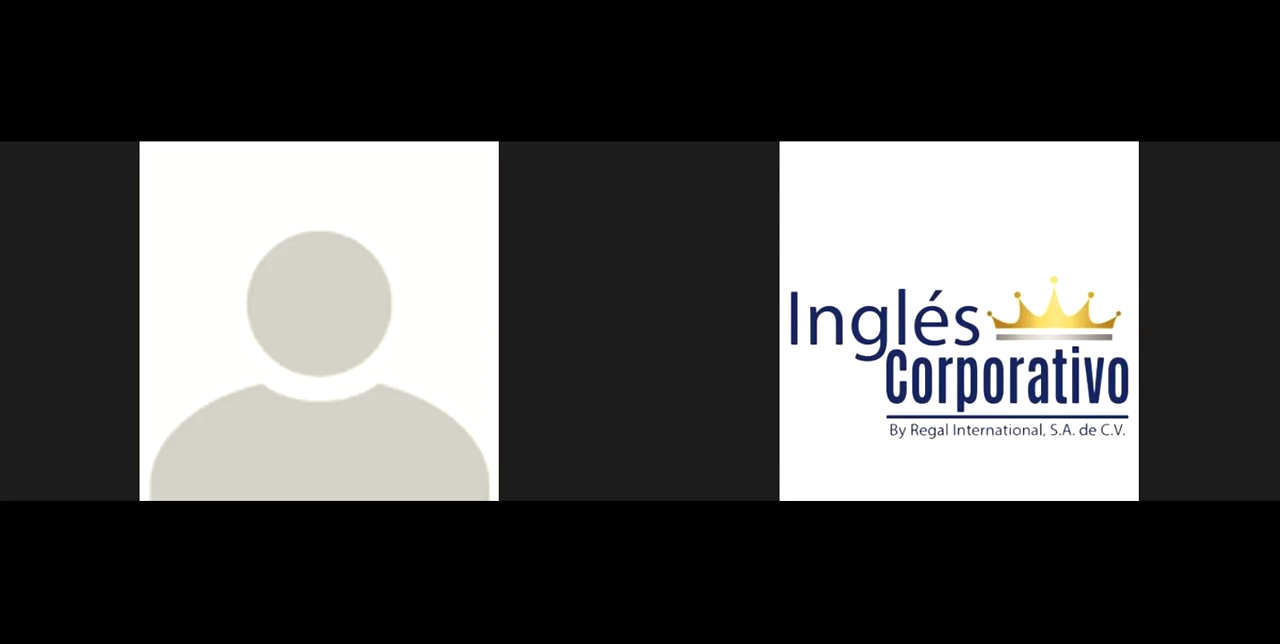 Inglés
Corporativo
By Regal International, S.A. de C.V.